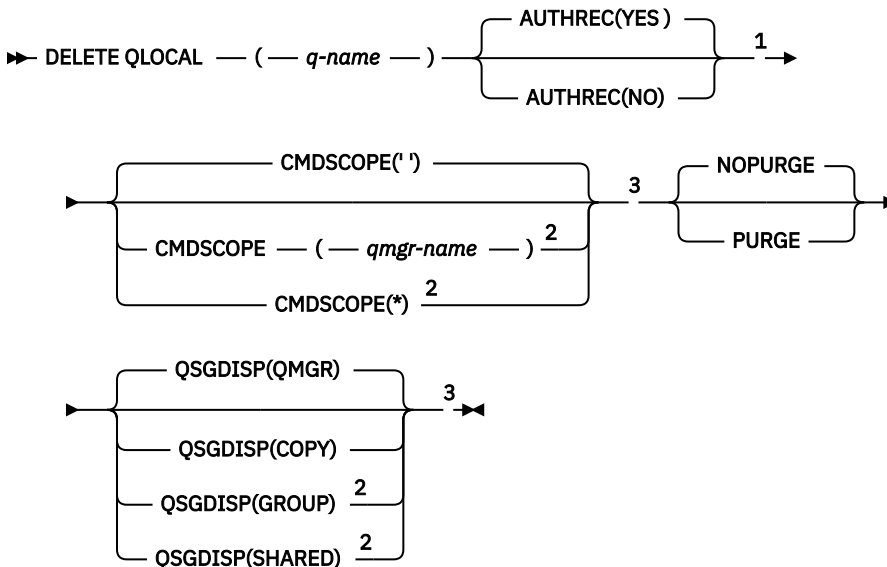 AUTHREC(YES )
DELETE QLOCAL ( q-name ) 1
AUTHREC(NO)
CMDSCOPE(' ') NOPURGE
3
CMDSCOPE ( qmgr-name ) 2 PURGE
CMDSCOPE(*) 2
QSGDISP(QMGR)
3
QSGDISP(COPY)
QSGDISP(GROUP) 2
QSGDISP(SHARED) 2